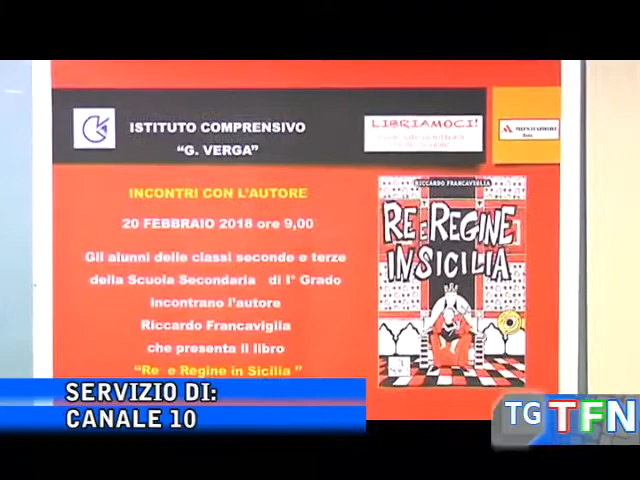 ISTITUTO COMPRENSIVO
“G. VERGA”
LIBRIAMOCI!
MONDADORI
INCONTRI CON L’AUTORE
20 FEBBRAIO 2018 ore 9,00
Gli alunni delle classi seconde e terze
della Scuola Secondaria di I° Grado
incontrano l’autore
Riccardo Francaviglia
che presenta il libro
“Re e Regine in Sicilia ”
RICCARDO FRANCAVIGLIA
RE E REGINE
IN SICILIA
SERVIZIO DI:
CANALE 10
TG TFN